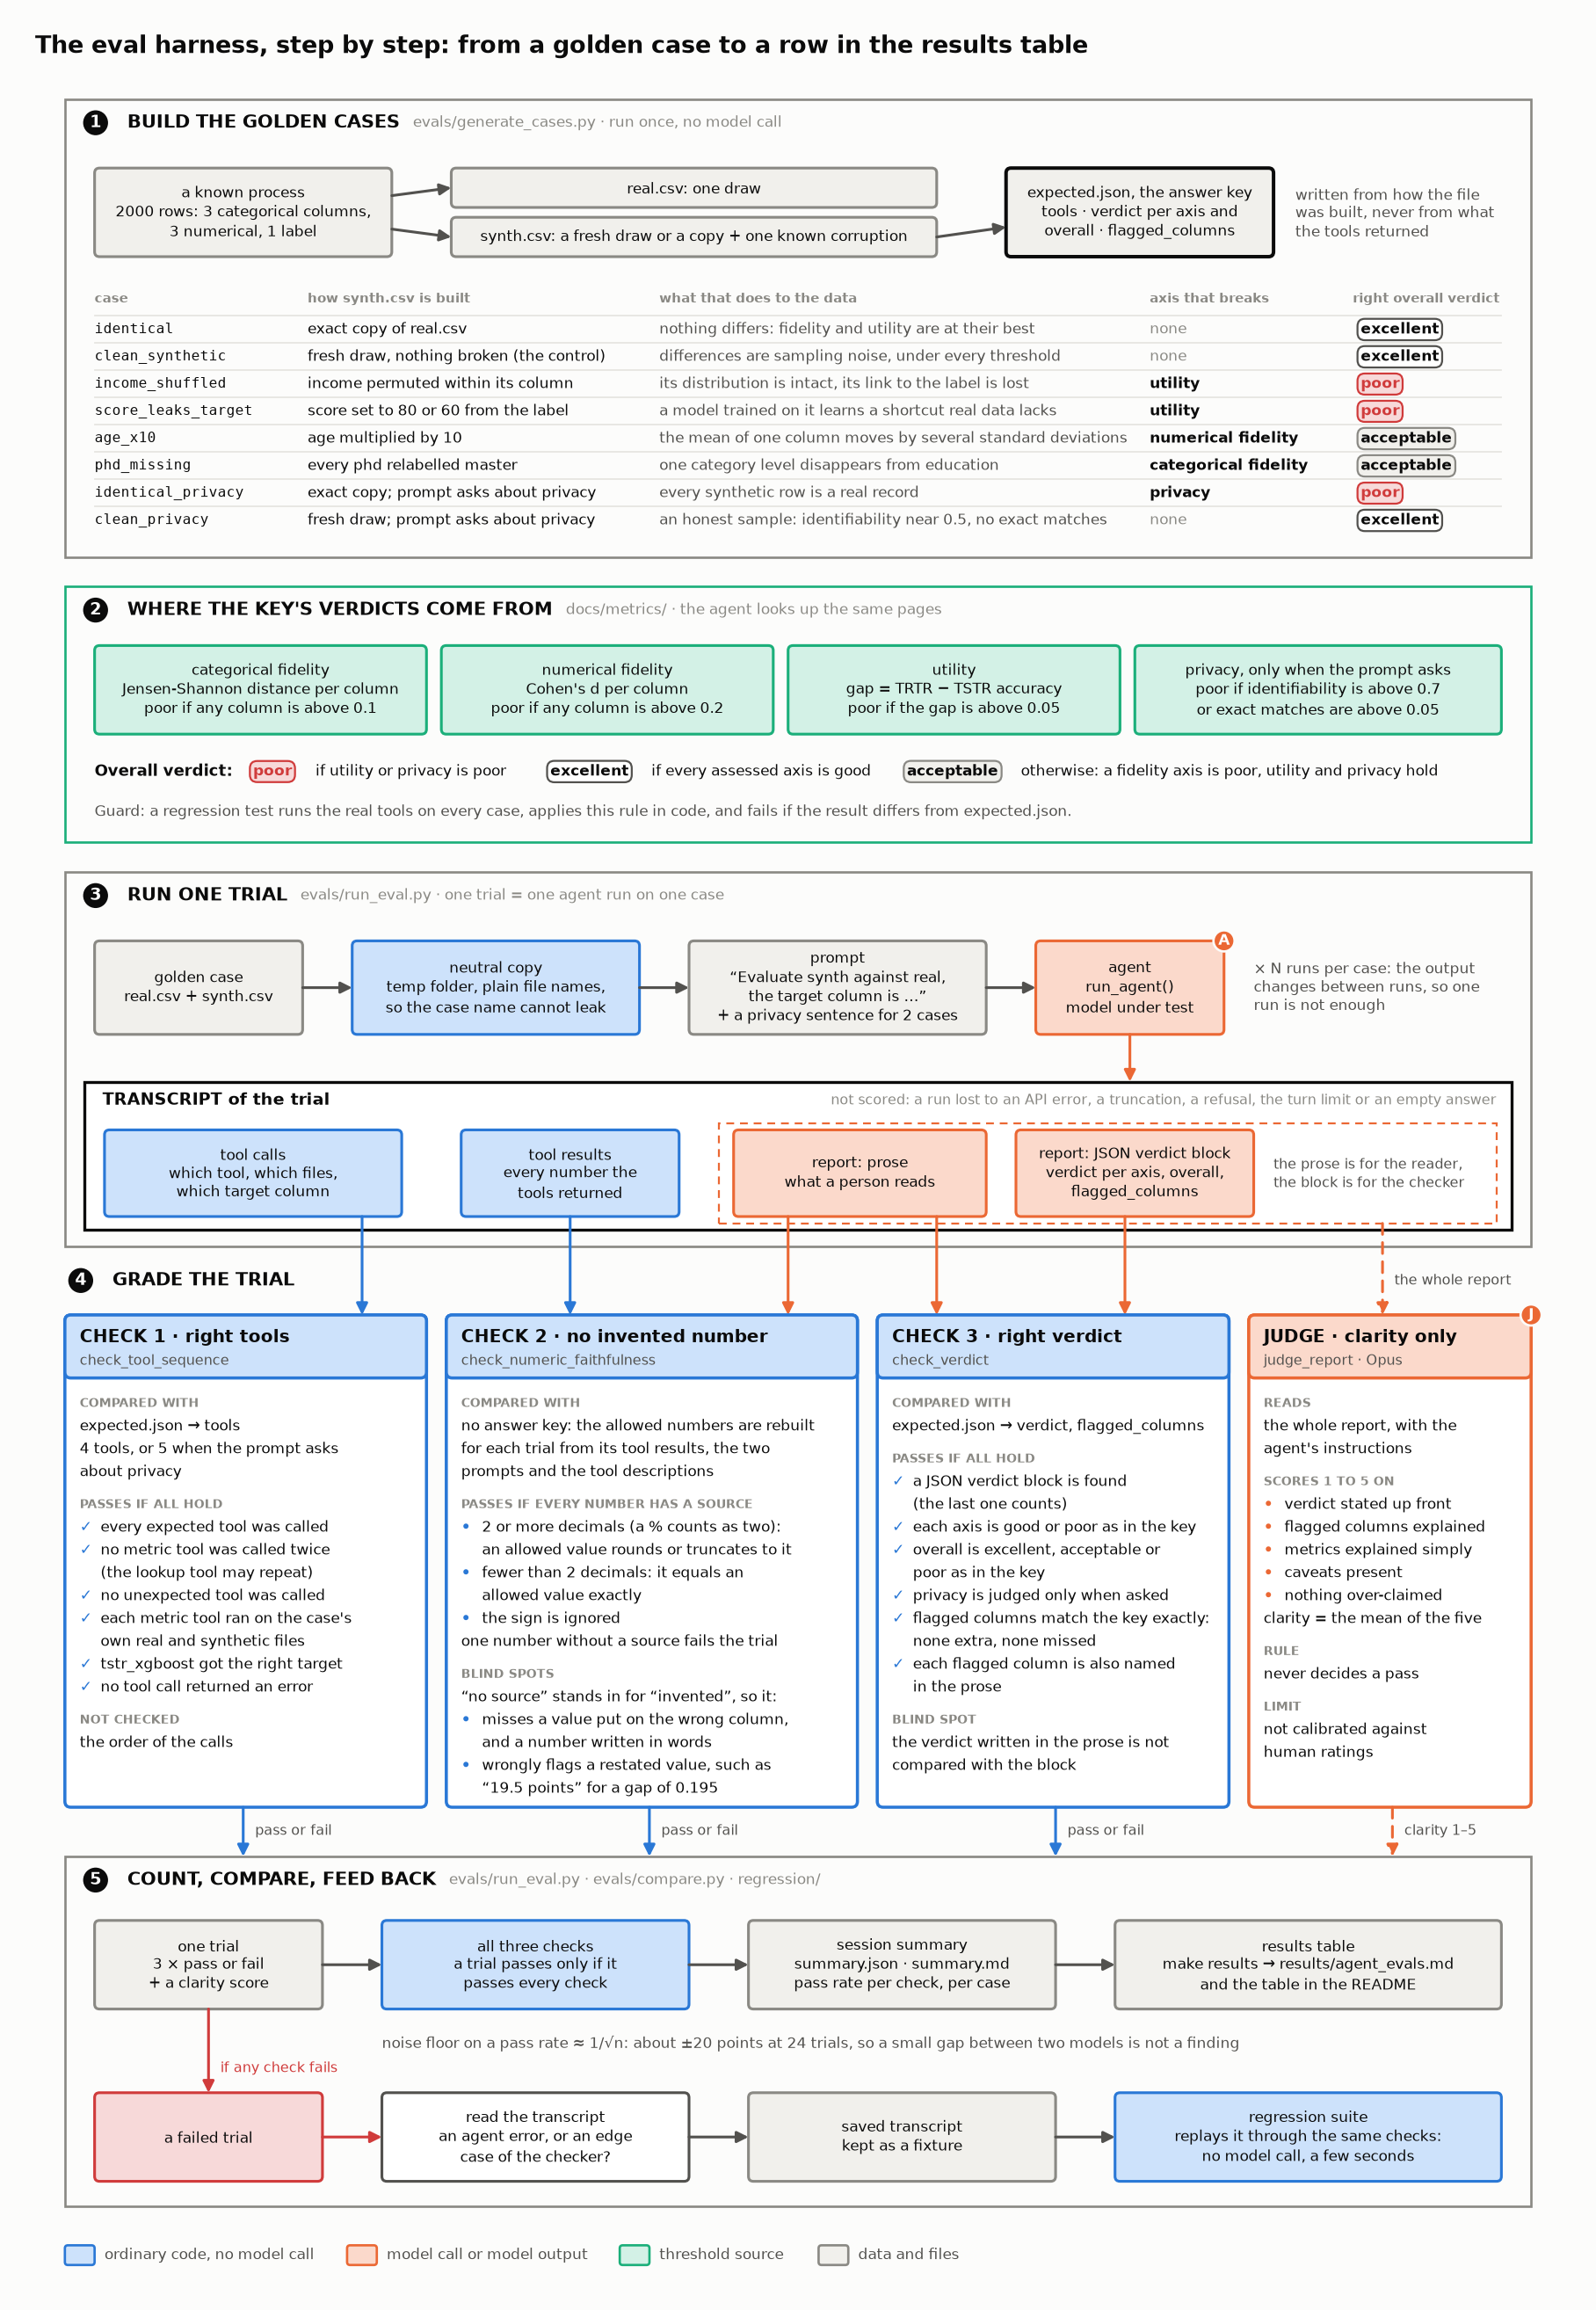 The eval harness, step by step: from a golden case to a row in the results table
1 BUILD THE GOLDEN CASES evals/generate_cases.py · run once, no model call
a known process
2000 rows: 3 categorical columns,
3 numerical, 1 label
real.csv: one draw
synth.csv: a fresh draw or a copy + one known corruption
expected.json, the answer key
tools · verdict per axis and
overall · flagged_columns
written from how the file
was built, never from what
the tools returned
case how synth.csv is built what that does to the data axis that breaks right overall verdict
identical exact copy of real.csv nothing differs: fidelity and utility are at their best none excellent
clean_synthetic fresh draw, nothing broken (the control) differences are sampling noise, under every threshold none excellent
income_shuffled income permuted within its column its distribution is intact, its link to the label is lost utility poor
score_leaks_target score set to 80 or 60 from the label a model trained on it learns a shortcut real data lacks utility poor
age_x10 age multiplied by 10 the mean of one column moves by several standard deviations numerical fidelity acceptable
phd_missing every phd relabelled master one category level disappears from education categorical fidelity acceptable
identical_privacy exact copy; prompt asks about privacy every synthetic row is a real record privacy poor
clean_privacy fresh draw; prompt asks about privacy an honest sample: identifiability near 0.5, no exact matches none excellent
2 WHERE THE KEY'S VERDICTS COME FROM docs/metrics/ · the agent looks up the same pages
categorical fidelity
Jensen-Shannon distance per column
poor if any column is above 0.1
numerical fidelity
Cohen's d per column
poor if any column is above 0.2
utility
gap = TRTR − TSTR accuracy
poor if the gap is above 0.05
privacy, only when the prompt asks
poor if identifiability is above 0.7
or exact matches are above 0.05
Overall verdict: poor if utility or privacy is poor excellent if every assessed axis is good acceptable otherwise: a fidelity axis is poor, utility and privacy hold
Guard: a regression test runs the real tools on every case, applies this rule in code, and fails if the result differs from expected.json.
3 RUN ONE TRIAL evals/run_eval.py · one trial = one agent run on one case
golden case
real.csv + synth.csv
neutral copy
temp folder, plain file names,
so the case name cannot leak
prompt
“Evaluate synth against real,
the target column is ...”
+ a privacy sentence for 2 cases
A
agent
run_agent()
model under test
× N runs per case: the output
changes between runs, so one
run is not enough
TRANSCRIPT of the trial not scored: a run lost to an API error, a truncation, a refusal, the turn limit or an empty answer
tool calls
which tool, which files,
which target column
tool results
every number the
tools returned
report: prose
what a person reads
report: JSON verdict block
verdict per axis, overall,
flagged_columns
the prose is for the reader,
the block is for the checker
4 GRADE THE TRIAL
the whole report
CHECK 1 · right tools
check_tool_sequence
COMPARED WITH
expected.json → tools
4 tools, or 5 when the prompt asks
about privacy
PASSES IF ALL HOLD
✓ every expected tool was called
✓ no metric tool was called twice
(the lookup tool may repeat)
✓ no unexpected tool was called
✓ each metric tool ran on the case's
own real and synthetic files
✓ tstr_xgboost got the right target
✓ no tool call returned an error
NOT CHECKED
the order of the calls
CHECK 2 · no invented number
check_numeric_faithfulness
COMPARED WITH
no answer key: the allowed numbers are rebuilt
for each trial from its tool results, the two
prompts and the tool descriptions
PASSES IF EVERY NUMBER HAS A SOURCE
• 2 or more decimals (a % counts as two):
an allowed value rounds or truncates to it
• fewer than 2 decimals: it equals an
allowed value exactly
• the sign is ignored
one number without a source fails the trial
BLIND SPOTS
“no source” stands in for “invented”, so it:
• misses a value put on the wrong column,
and a number written in words
• wrongly flags a restated value, such as
“19.5 points” for a gap of 0.195
CHECK 3 · right verdict
check_verdict
COMPARED WITH
expected.json → verdict, flagged_columns
PASSES IF ALL HOLD
✓ a JSON verdict block is found
(the last one counts)
✓ each axis is good or poor as in the key
✓ overall is excellent, acceptable or
poor as in the key
✓ privacy is judged only when asked
✓ flagged columns match the key exactly:
none extra, none missed
✓ each flagged column is also named
in the prose
BLIND SPOT
the verdict written in the prose is not
compared with the block
J
JUDGE · clarity only
judge_report · Opus
READS
the whole report, with the
agent's instructions
SCORES 1 TO 5 ON
• verdict stated up front
• flagged columns explained
• metrics explained simply
• caveats present
• nothing over-claimed
clarity = the mean of the five
RULE
never decides a pass
LIMIT
not calibrated against
human ratings
pass or fail
pass or fail
pass or fail
clarity 1–5
5 COUNT, COMPARE, FEED BACK evals/run_eval.py · evals/compare.py · regression/
one trial
3 × pass or fail
+ a clarity score
all three checks
a trial passes only if it
passes every check
session summary
summary.json · summary.md
pass rate per check, per case
results table
make results → results/agent_evals.md
and the table in the README
noise floor on a pass rate ≈ 1/√n: about ±20 points at 24 trials, so a small gap between two models is not a finding
if any check fails
a failed trial
read the transcript
an agent error, or an edge
case of the checker?
saved transcript
kept as a fixture
regression suite
replays it through the same checks:
no model call, a few seconds
ordinary code, no model call
model call or model output
threshold source
data and files